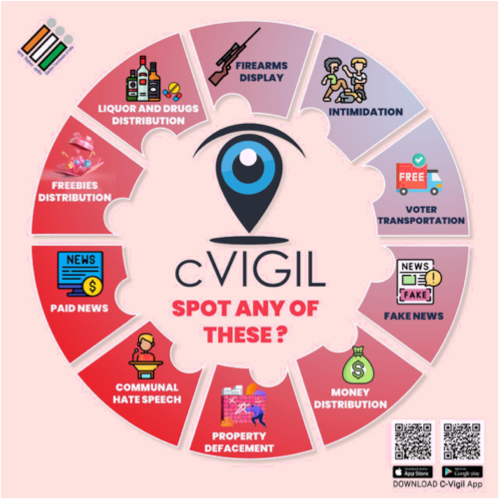 FIREARMS
DISPLAY
INTIMIDATION
FREE
VOTER
TRANSPORTATION
NEWS
FAKE
FAKE NEWS
MONEY
DISTRIBUTION
PROPERTY
DEFACEMENT
COMMUNAL
HATE SPEECH
NEWS
PAID NEWS
FREEBIES
DISTRIBUTION
LIQUOR AND DRUGS
DISTRIBUTION
cVIGIL
SPOT ANY OF
THESE ?
App Store
Google play
DOWNLOAD C-Vigil App